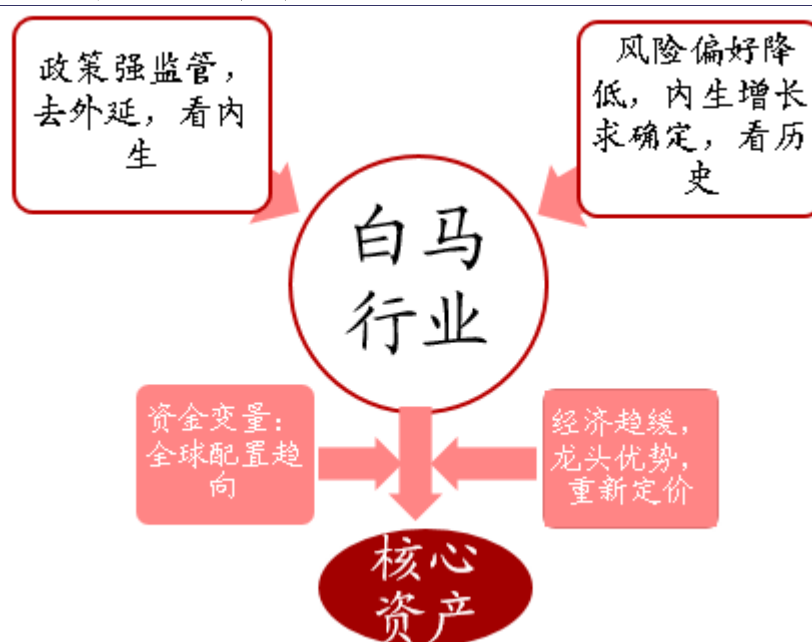 政策强监管，
去外延，看内
生
风险偏好降
低，内生增长
求确定，看历
史
白马
行业
资金变量：
全球配置趋
向
经济趋缓，
龙头优势，
重新定价
核心
资产